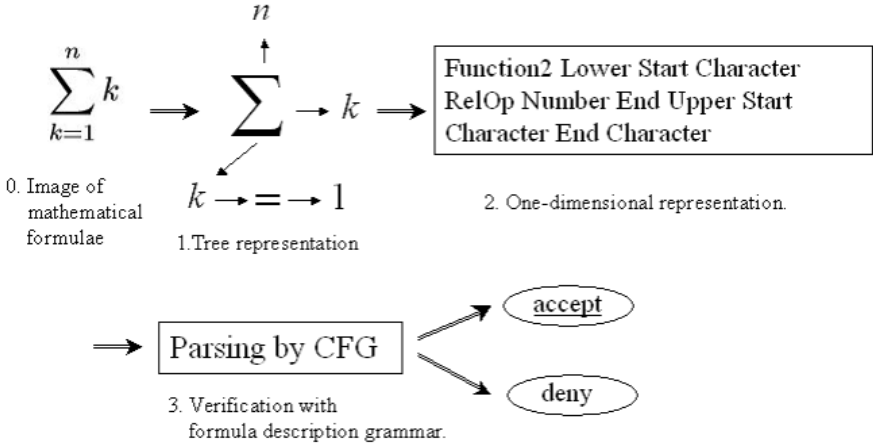 n
∑ k
k=1
n
∑ → k
k → = → 1
Function2 Lower Start Character
RelOp Number End Upper Start
Character End Character
0. Image of
mathematical
formulae
1.Tree representation
2. One-dimensional representation.
Parsing by CFG
accept
deny
3. Verification with
formula description grammar.